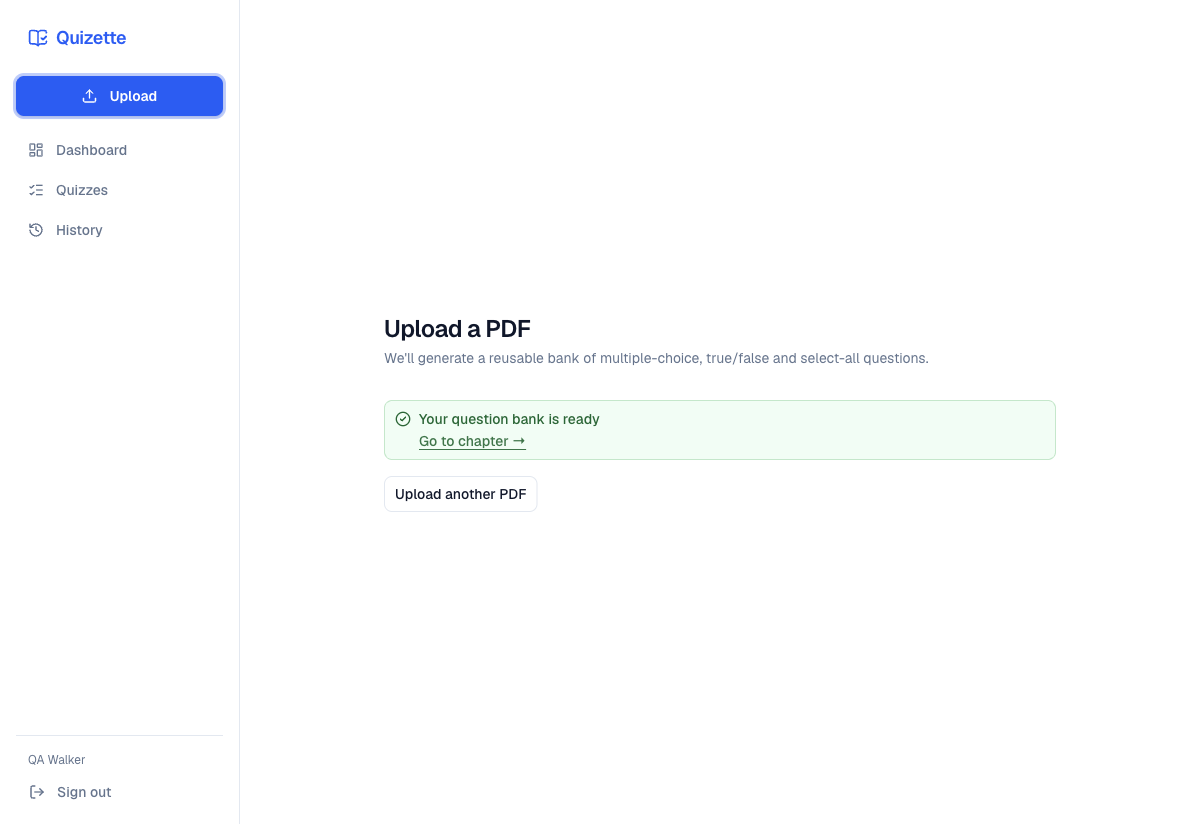 Quizette
Upload
Dashboard
Quizzes
History
Upload a PDF
We'll generate a reusable bank of multiple-choice, true/false and select-all questions.
Your question bank is ready
Go to chapter →
Upload another PDF
QA Walker
Sign out